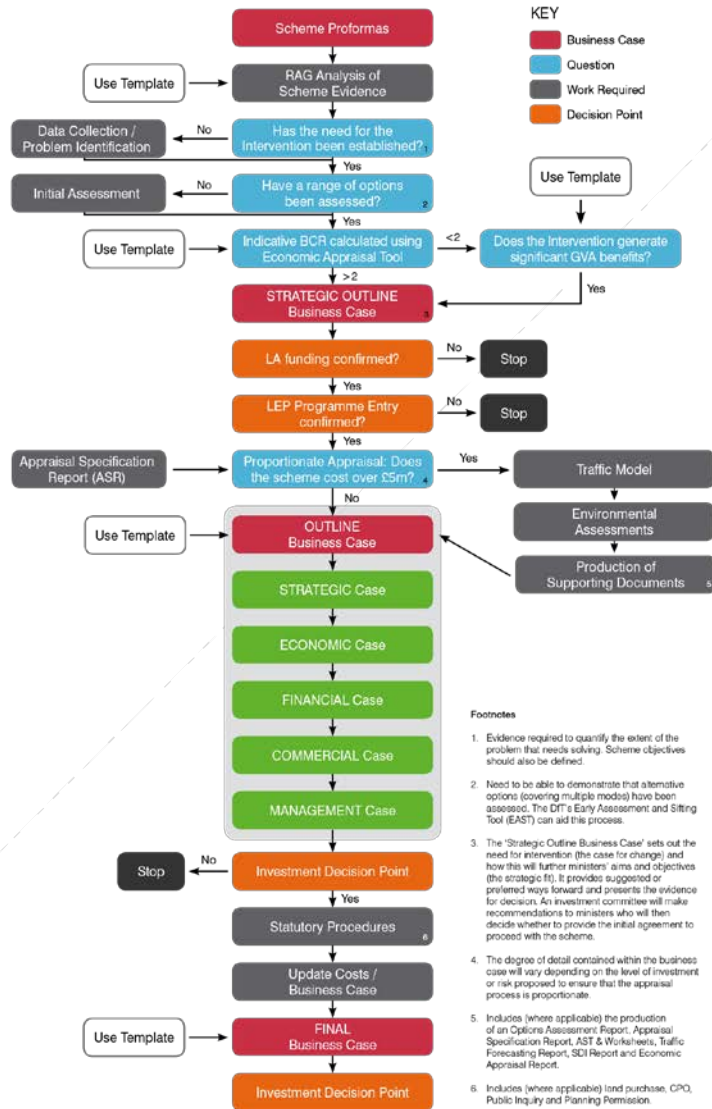 KEY
Business Case
Question
Work Required
Decision Point
Scheme Proformas
Use Template
RAG Analysis of
Scheme Evidence
Data Collection /
Problem Identification
No
Has the need for the
Intervention been established?
1
Yes
Initial Assessment
No
Have a range of options
been assessed?
2
Yes
Use Template
Use Template
Indicative BCR calculated using
Economic Appraisal Tool
<2
Does the Intervention generate
significant GVA benefits?
>2
Yes
STRATEGIC OUTLINE
Business Case
3
LA funding confirmed?
No
Stop
Yes
LEP Programme Entry
confirmed?
No
Stop
Yes
Appraisal Specification
Report (ASR)
Proportionate Appraisal: Does
the scheme cost over £5m?
4
Yes
Traffic Model
No
Environmental
Assessments
Use Template
OUTLINE
Business Case
Production of
Supporting Documents
5
STRATEGIC Case
ECONOMIC Case
FINANCIAL Case
COMMERCIAL Case
MANAGEMENT Case
Stop
No
Investment Decision Point
Yes
Statutory Procedures
6
Update Costs /
Business Case
Use Template
FINAL
Business Case
Investment Decision Point
Footnotes
1. Evidence required to quantify the extent of the
problem that needs solving. Scheme objectives
should also be defined.
2. Need to be able to demonstrate that alternative
options (covering multiple modes) have been
assessed. The DfT's Early Assessment and Sifting
Tool (EAST) can aid this process.
3. The 'Strategic Outline Business Case' sets out the
need for intervention (the case for change) and
how this will further ministers' aims and objectives
(the strategic fit). It provides suggested or
preferred ways forward and presents the evidence
for decision. An investment committee will make
recommendations to ministers who will then
decide whether to provide the initial agreement to
proceed with the scheme.
4. The degree of detail contained within the business
case will vary depending on the level of investment
or risk proposed to ensure that the appraisal
process is proportionate.
5. Includes (where applicable) the production
of an Options Assessment Report, Appraisal
Specification Report, AST & Worksheets, Traffic
Forecasting Report, SDI Report and Economic
Appraisal Report.
6. Includes (where applicable) land purchase, CPO,
Public Inquiry and Planning Permission.